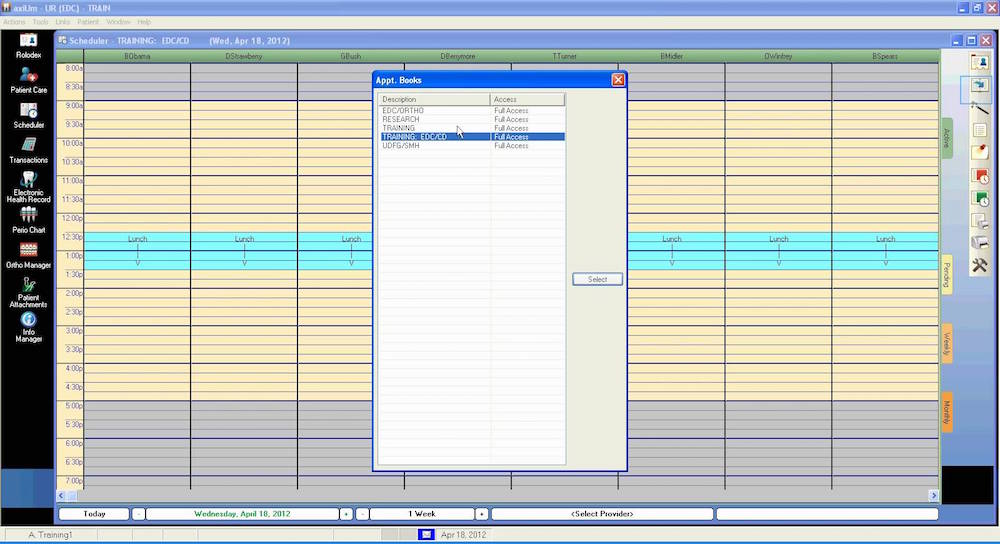 axiUm - UR (EDC) - TRAIN
Actions Tools Links Patient Window Help
Rolodex
Patient Care
Scheduler
Transactions
Electronic
Health Record
Perio Chart
Ortho Manager
Patient
Attachments
Info
Manager
Scheduler - TRAINING: EDC/CD (Wed, Apr 18, 2012)
BObama DStrawberry GBush DBerrymore TTurner BMidler OWinfrey BSpears
8:00a
8:30a
9:00a
9:30a
10:00a
10:30a
11:00a
11:30a
12:00p
12:30p
1:00p
1:30p
2:00p
2:30p
3:00p
3:30p
4:00p
4:30p
5:00p
5:30p
6:00p
6:30p
7:00p
Lunch Lunch Lunch Lunch Lunch Lunch
V V V V V V
Appt. Books
Description Access
EDC/ORTHO Full Access
RESEARCH Full Access
TRAINING Full Access
TRAINING: EDC/CD Full Access
UDFG/SMH Full Access
Select
Active
Pending
Weekly
Monthly
Today - Wednesday, April 18, 2012 + - 1 Week + <Select Provider>
A. Training1 Apr 18, 2012